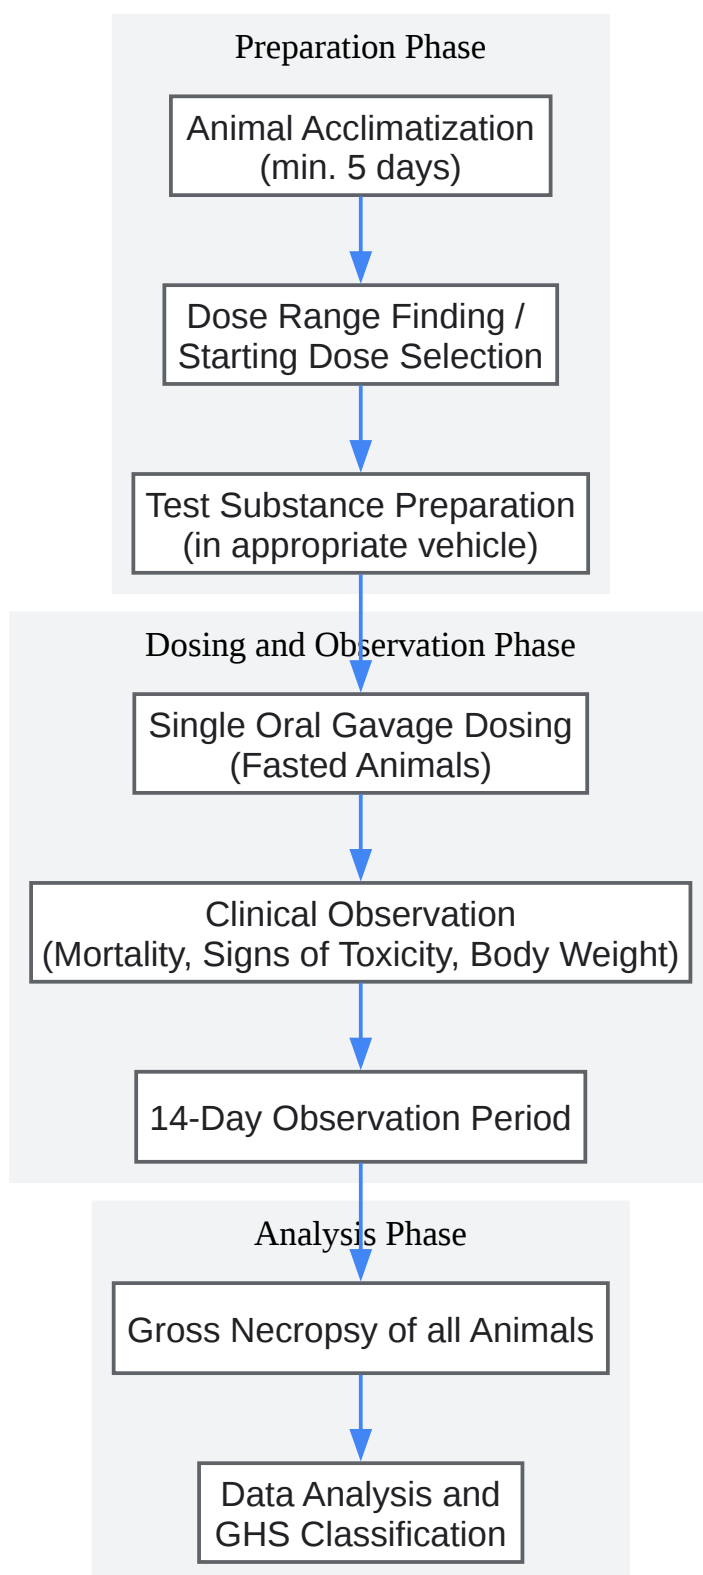 Preparation Phase
Animal Acclimatization
(min. 5 days)
Dose Range Finding /
Starting Dose Selection
Test Substance Preparation
(in appropriate vehicle)
Dosing and Observation Phase
Single Oral Gavage Dosing
(Fasted Animals)
Clinical Observation
(Mortality, Signs of Toxicity, Body Weight)
14-Day Observation Period
Analysis Phase
Gross Necropsy of all Animals
Data Analysis and
GHS Classification